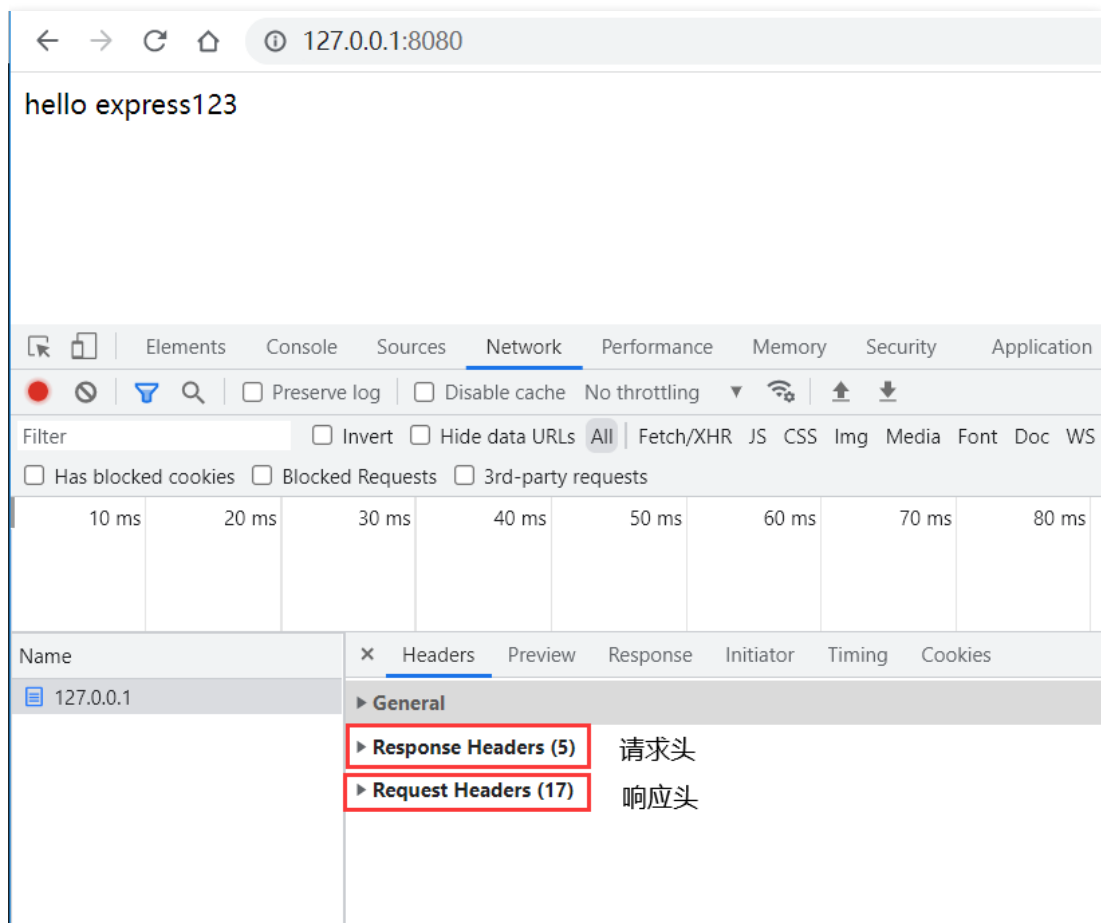 127.0.0.1:8080
hello express123
Elements Console Sources Network Performance Memory Security Application
Preserve log Disable cache No throttling
Filter Invert Hide data URLs All Fetch/XHR JS CSS Img Media Font Doc WS
Has blocked cookies Blocked Requests 3rd-party requests
10 ms 20 ms 30 ms 40 ms 50 ms 60 ms 70 ms 80 ms
Name × Headers Preview Response Initiator Timing Cookies
127.0.0.1 General
Response Headers (5) 请求头
Request Headers (17) 响应头